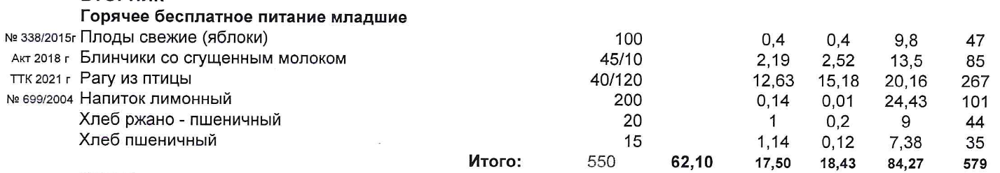 Горячее бесплатное питание младшие
№ 338/2015г Плоды свежие (яблоки) 100 0,4 0,4 9,8 47
Акт 2018 г Блинчики со сгущенным молоком 45/10 2,19 2,52 13,5 85
ТТК 2021 г Рагу из птицы 40/120 12,63 15,18 20,16 267
№ 699/2004 Напиток лимонный 200 0,14 0,01 24,43 101
Хлеб ржано - пшеничный 20 1 0,2 9 44
Хлеб пшеничный 15 1,14 0,12 7,38 35
Итого: 550 62,10 17,50 18,43 84,27 579